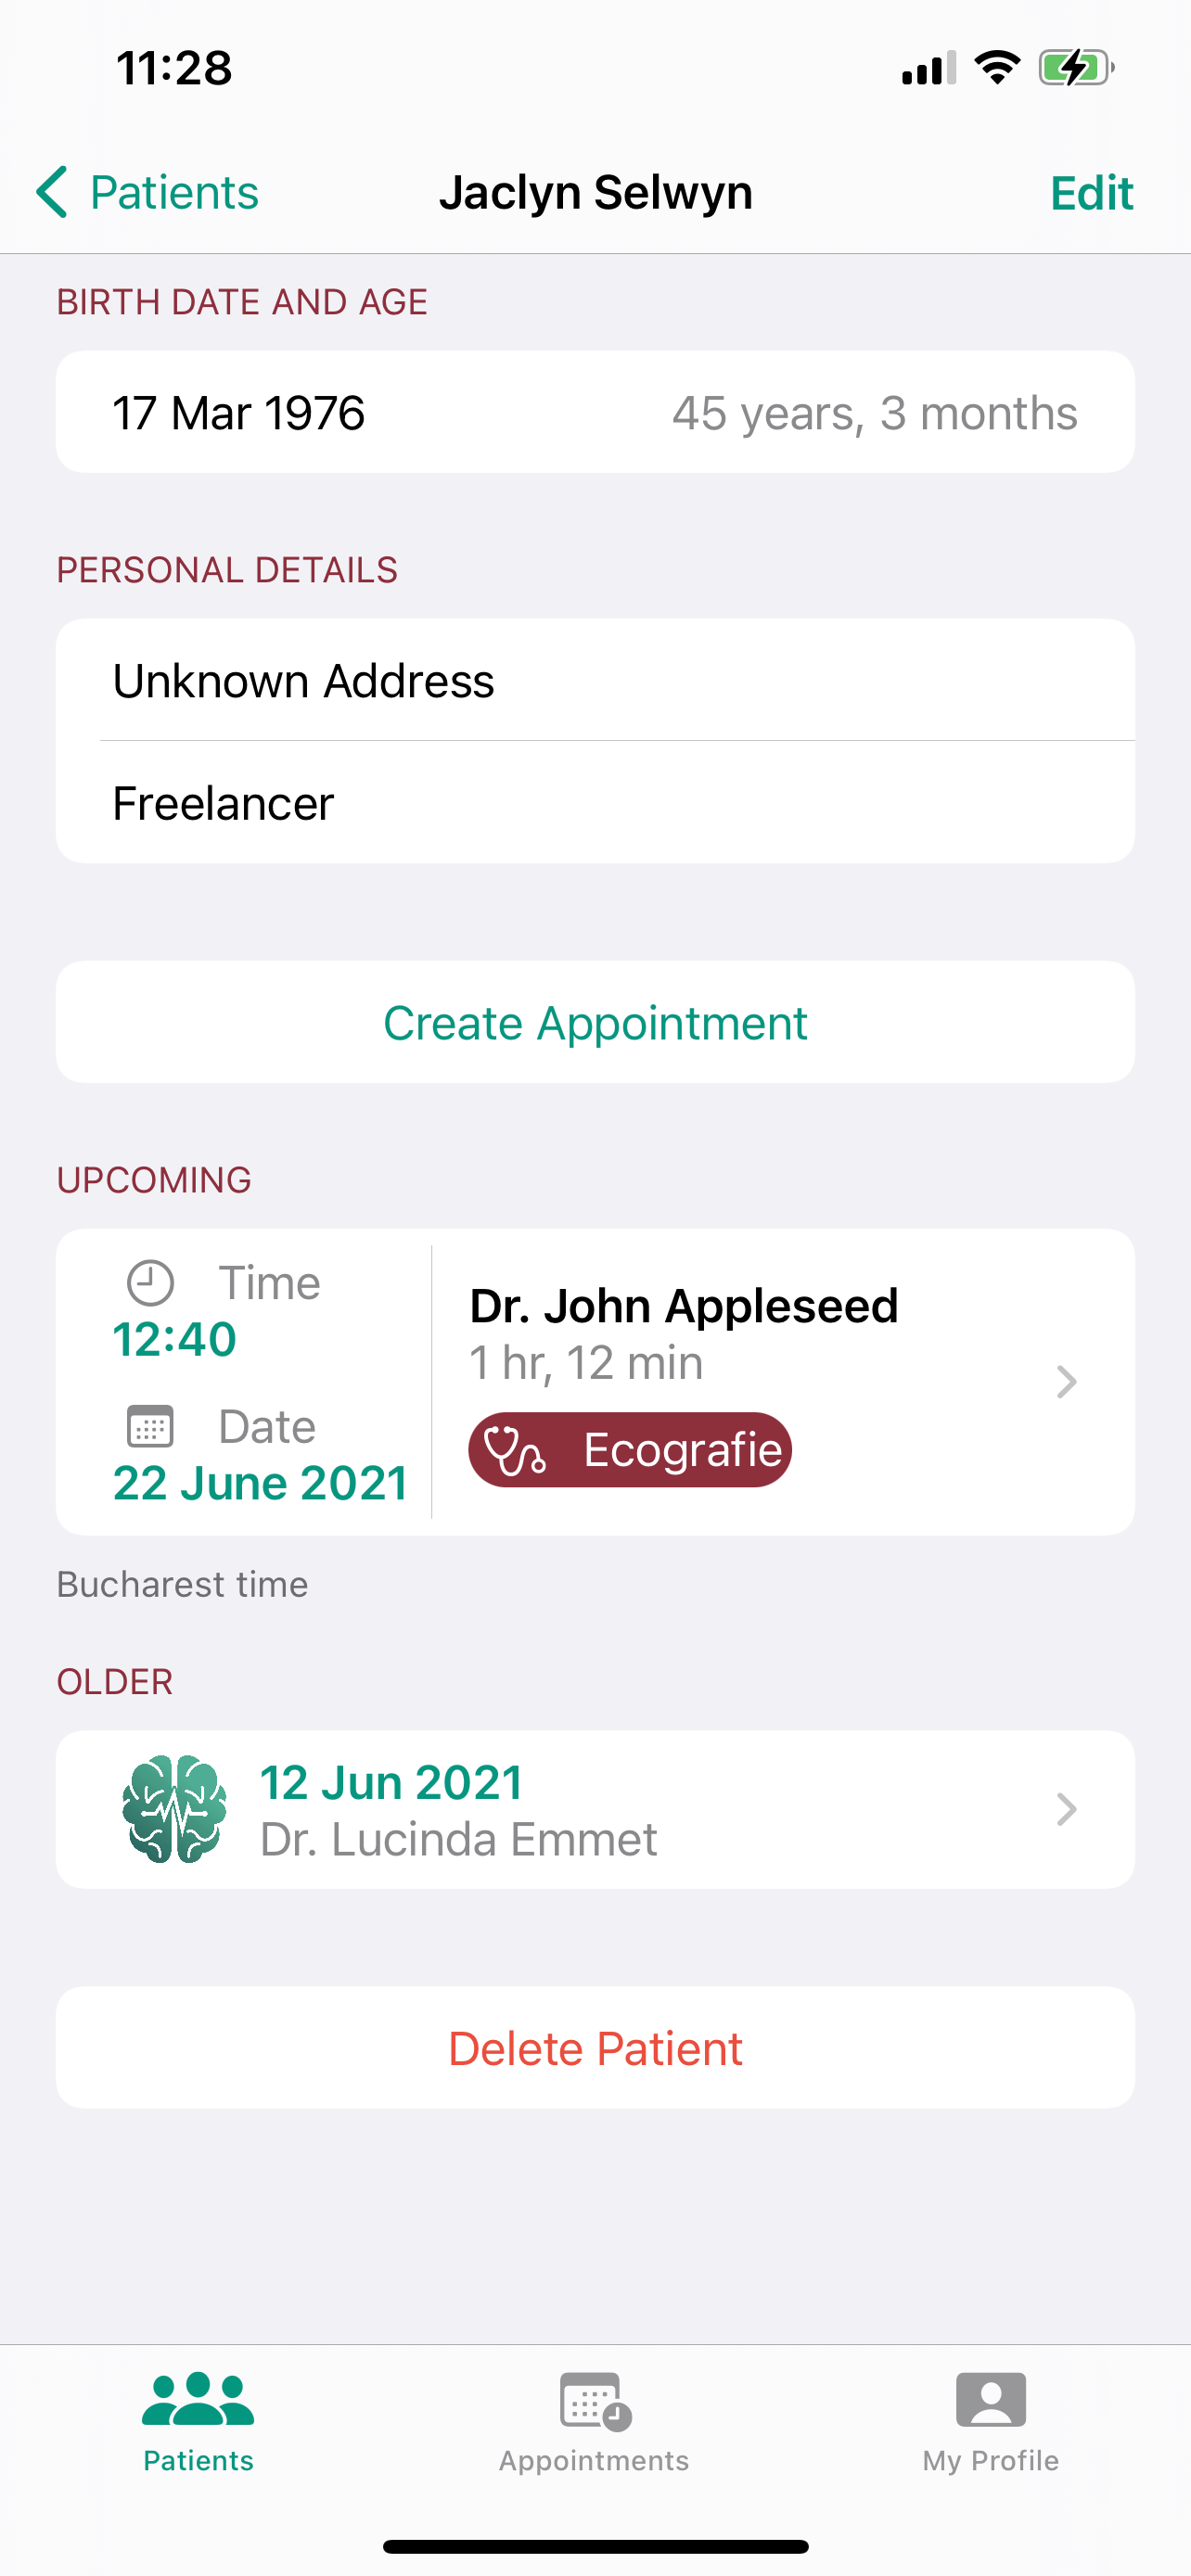 11:28
Patients
Jaclyn Selwyn
Edit
BIRTH DATE AND AGE
17 Mar 1976
45 years, 3 months
PERSONAL DETAILS
Unknown Address
Freelancer
Create Appointment
UPCOMING
Time
12:40
Date
22 June 2021
Dr. John Appleseed
1 hr, 12 min
Ecografie
Bucharest time
OLDER
12 Jun 2021
Dr. Lucinda Emmet
Delete Patient
Patients
Appointments
My Profile